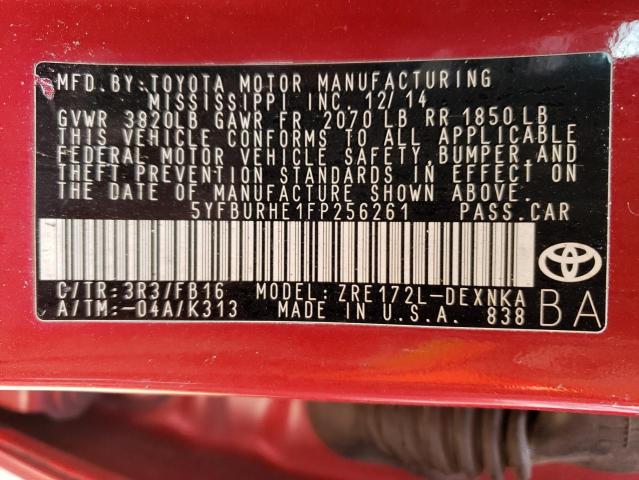 MFD.BY:TOYOTA MOTOR MANUFACTURING
MISSISSIPPI INC.12/14
GVWR 3820LB GAWR FR 2070 LB RR 1850 LB
THIS VEHICLE CONFORMS TO ALL APPLICABLE
FEDERAL MOTOR VEHICLE SAFETY,BUMPER,AND
THEFT PREVENTION STANDARDS IN EFFECT ON
THE DATE OF MANUFACTURE SHOWN ABOVE.
5YFBURHE1FP256261 PASS.CAR
C/TR:3R3/FB16 MODEL:ZRE172L-DEXNKA
A/TM:-04A/K313 MADE IN U.S.A. 838 BA